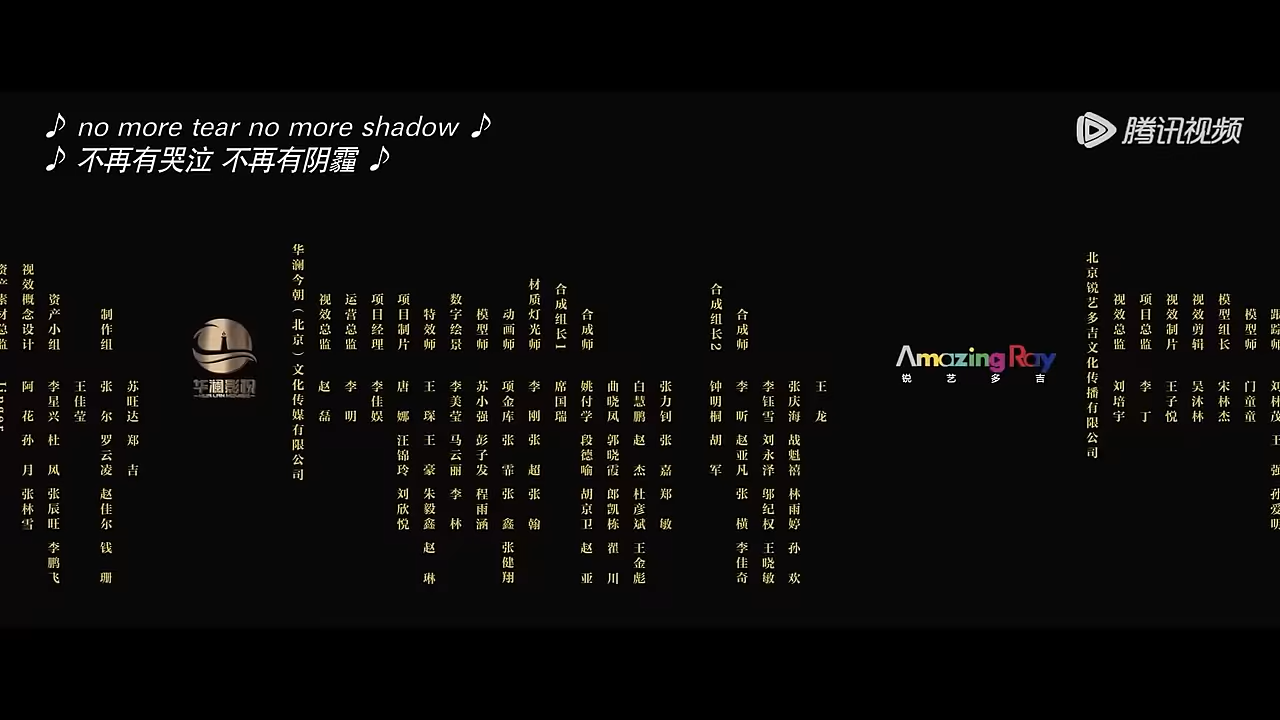 ♪ no more tear no more shadow ♪
♪ 不再有哭泣 不再有阴霾 ♪
腾讯视频
视效概念设计 阿花 孙月 张林雪
资产小组 李星兴 杜风 张辰旺 李鹏飞
王佳莹
制作组 张尔 罗云凌 赵佳尔 钱珊
苏旺达 郑吉
华澜影视
华澜今朝（北京）文化传媒有限公司
视效总监 赵磊
运营总监 李明
项目经理 李佳娱
项目制片 唐娜 汪锦玲 刘欣悦
特效师 王琛 王豪 朱毅鑫 赵琳
数字绘景 李美莹 马云丽 李林
模型师 苏小强 彭子发 程雨涵
动画师 项金库 张霏 张鑫 张健翔
材质灯光师 李刚 张超 张翰
合成组长1 席国瑞
合成师 姚付学 段德喻 胡京卫 赵亚
曲晓凤 郭晓霞 郎凯栋 翟川
白慧鹏 赵杰 杜彦斌 王金彪
张力钊 张嘉 郑敏
合成组长2 钟明桐 胡军
合成师 李昕 赵亚凡 张横 李佳奇
李钰雪 刘永泽 邬纪权 王晓敏
张庆海 战魁禧 林雨婷 孙欢
王龙
Amazing Ray
锐艺多吉
北京锐艺多吉文化传播有限公司
视效总监 刘培宇
项目总监 李丁
视效制片 王子悦
视效剪辑 吴沐林
模型组长 宋林杰
模型师 门童童